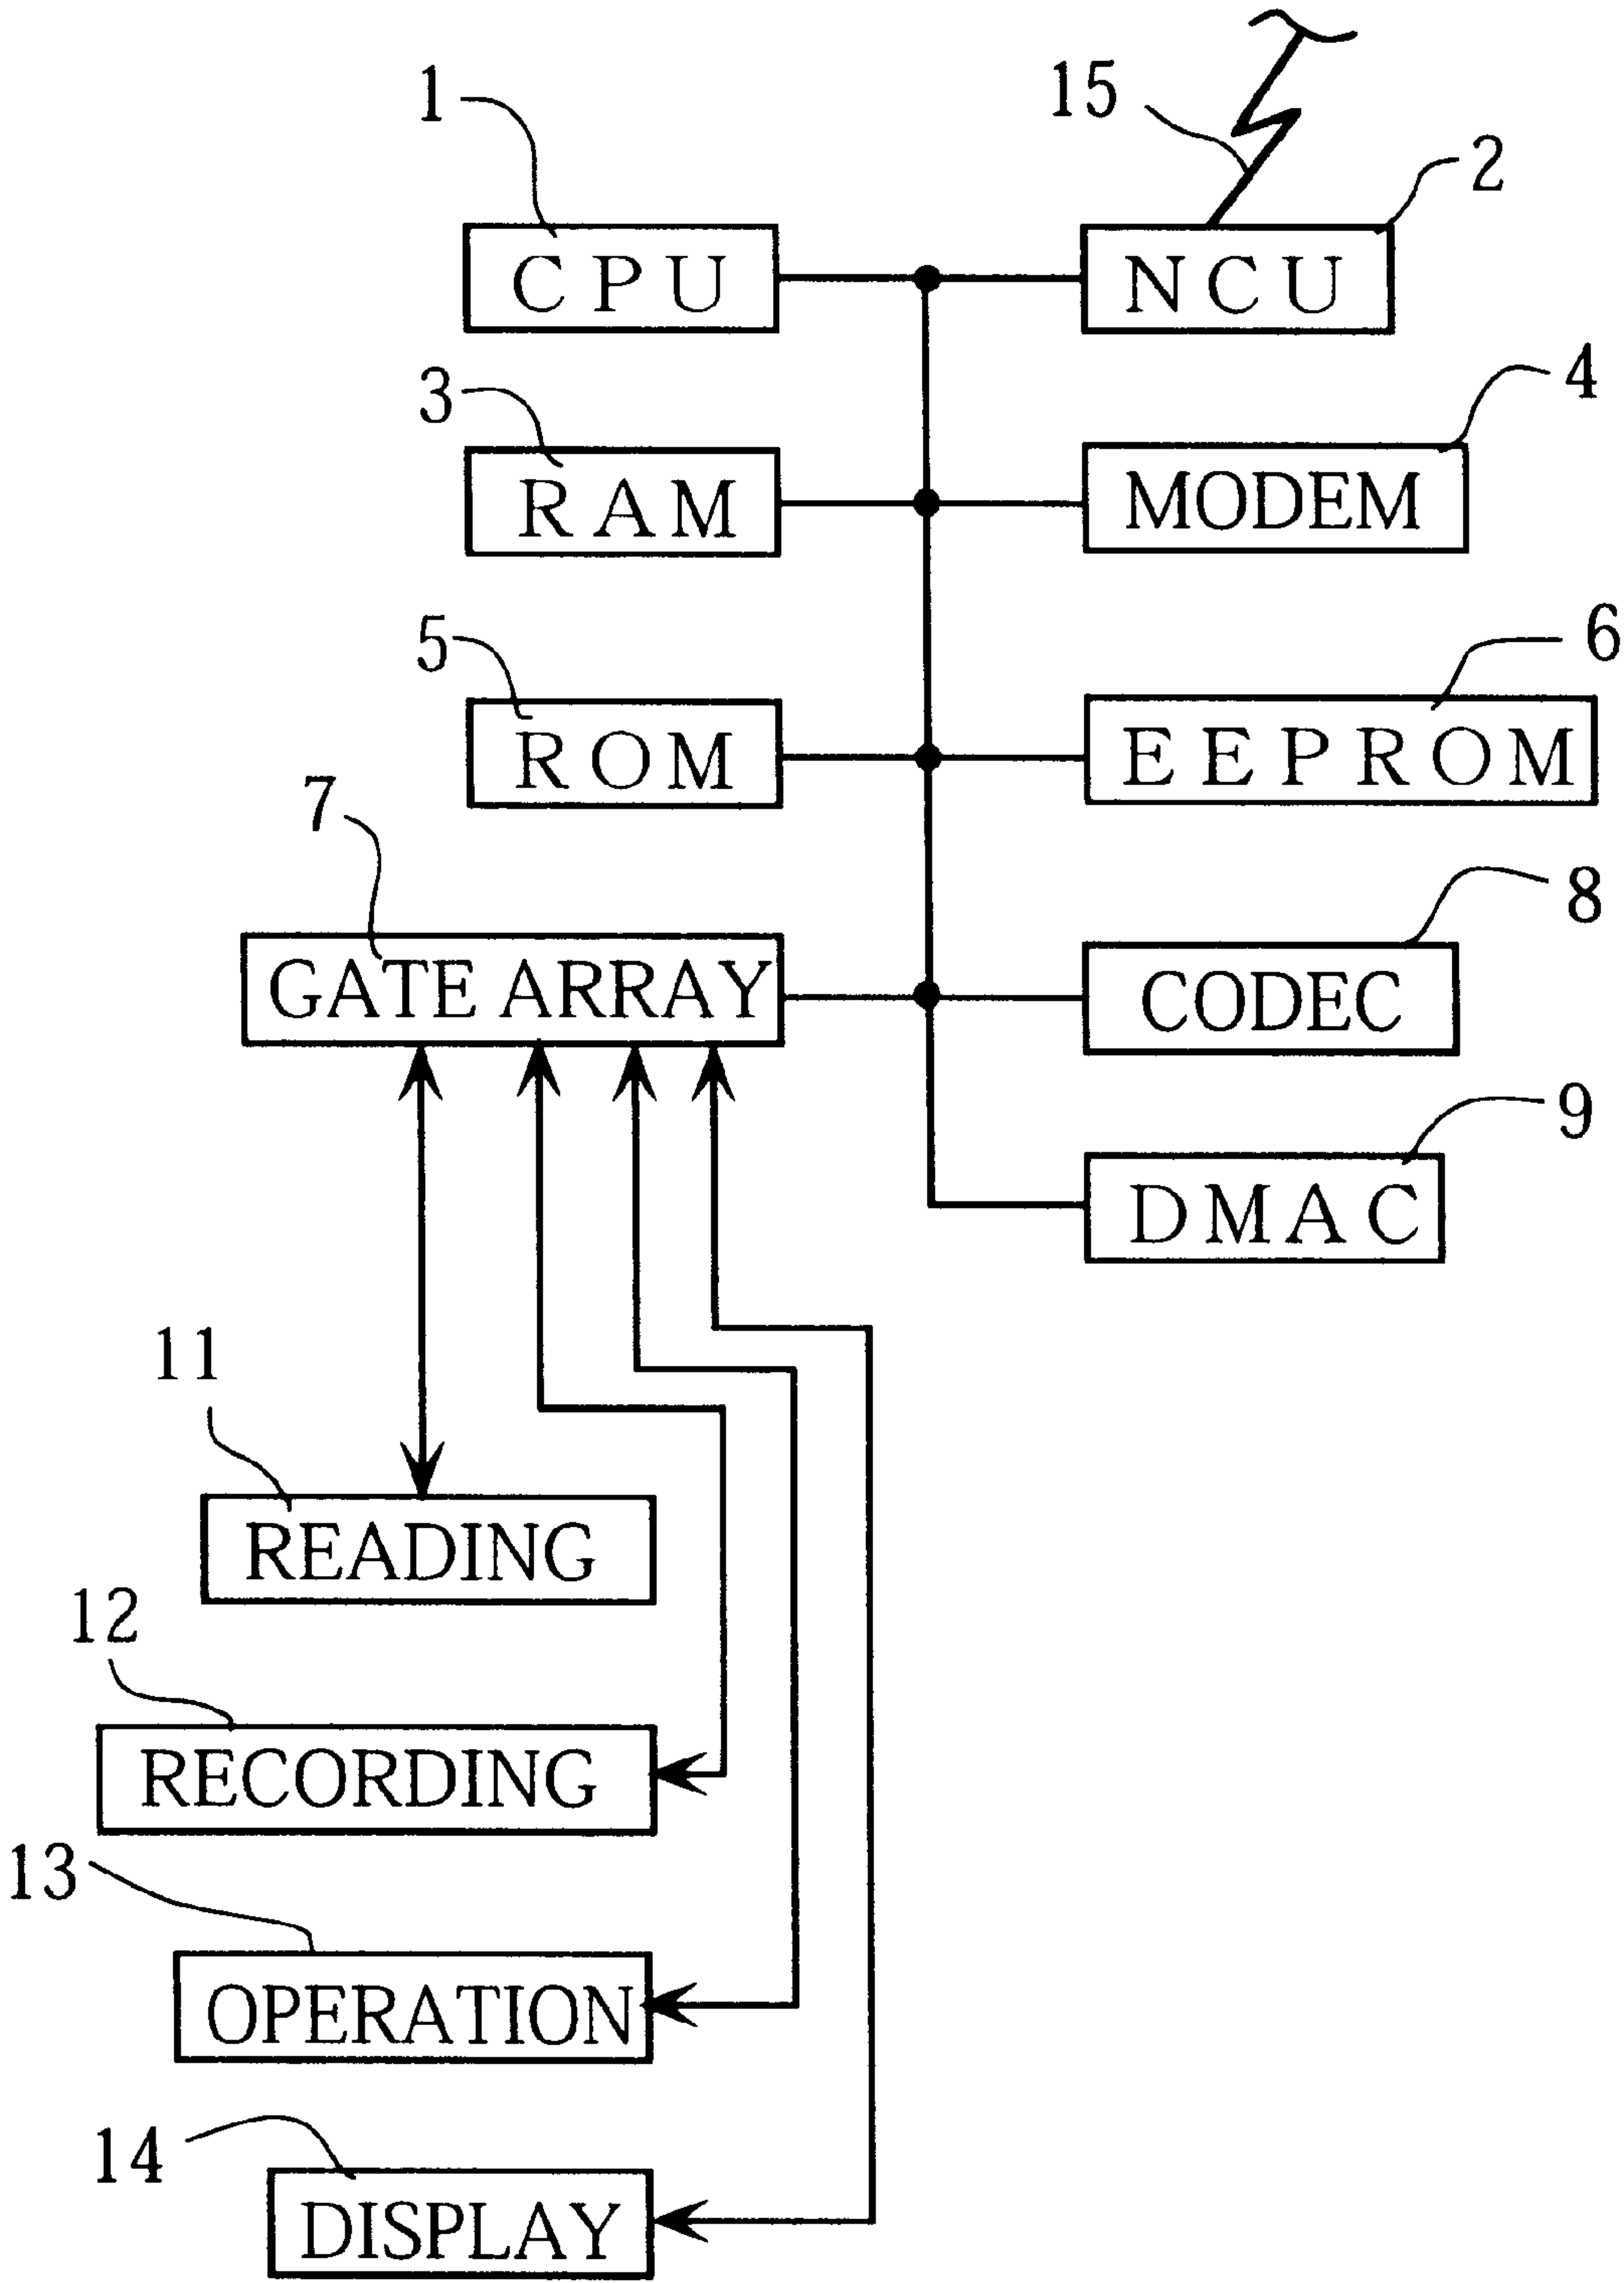 1
15
2
CPU
NCU
3
4
RAM
MODEM
5
6
ROM
EEPROM
7
8
GATE ARRAY
CODEC
9
DMAC
11
READING
12
RECORDING
13
OPERATION
14
DISPLAY